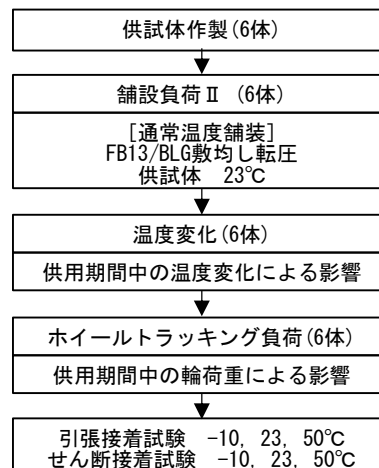 供試体作製(6体)
舗設負荷Ⅱ (6体)
[通常温度舗装]
FB13/BLG敷均し転圧
供試体 23℃
温度変化(6体)
供用期間中の温度変化による影響
ホイールトラッキング負荷(6体)
供用期間中の輪荷重による影響
引張接着試験 -10, 23, 50℃
せん断接着試験 -10, 23, 50℃